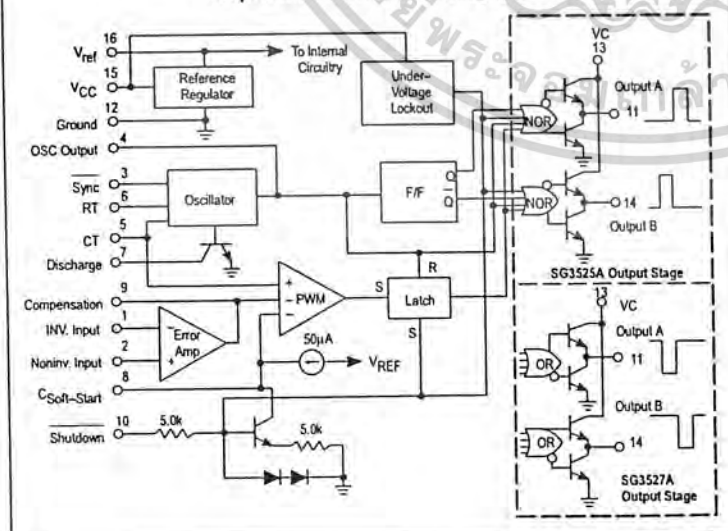 16
Vref
To Internal
Circuitry
15
VCC
Reference
Regulator
Under–
Voltage
Lockout
12
Ground
4
OSC Output
3
Sync
6
RT
Oscillator
F/F
Q
Q
5
CT
7
Discharge
9
Compensation
1
INV. Input
2
Noninv. Input
Error
Amp
8
CSoft–Start
10
Shutdown
5.0k
5.0k
+
–
–
PWM
–
+
50µA
VREF
S
R
Latch
S
VC
13
Output A
11
NOR
NOR
14
Output B
SG3525A Output Stage
13
VC
Output A
11
OR
Output B
14
OR
SG3527A
Output Stage